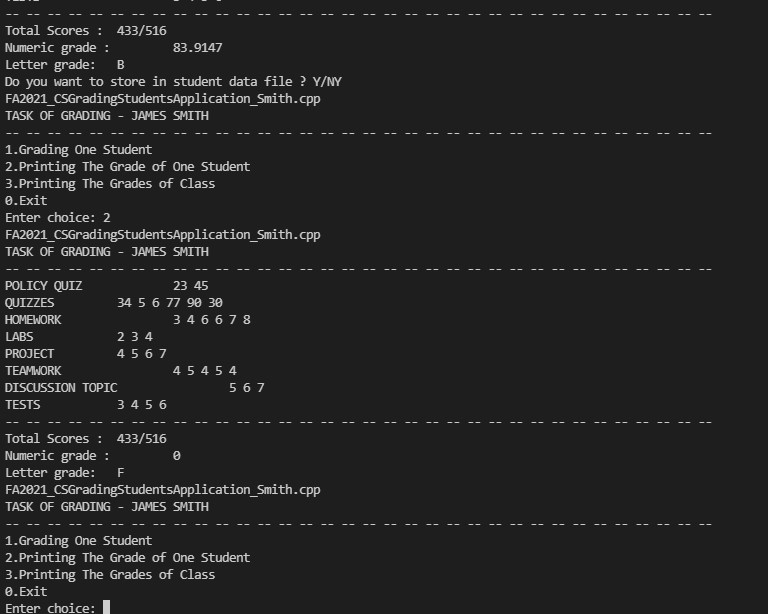 -- -- -- -- -- -- -- -- -- -- -- -- -- -- -- -- -- -- -- -- -- -- -- -- -- --
Total Scores :  433/516
Numeric grade :         83.9147
Letter grade:   B
Do you want to store in student data file ? Y/NY
FA2021_CSGradingStudentsApplication_Smith.cpp
TASK OF GRADING - JAMES SMITH
-- -- -- -- -- -- -- -- -- -- -- -- -- -- -- -- -- -- -- -- -- -- -- -- -- --
1.Grading One Student
2.Printing The Grade of One Student
3.Printing The Grades of Class
0.Exit
Enter choice: 2
FA2021_CSGradingStudentsApplication_Smith.cpp
TASK OF GRADING - JAMES SMITH
-- -- -- -- -- -- -- -- -- -- -- -- -- -- -- -- -- -- -- -- -- -- -- -- -- --
POLICY QUIZ             23 45
QUIZZES         34 5 6 77 90 30
HOMEWORK                3 4 6 6 7 8
LABS            2 3 4
PROJECT         4 5 6 7
TEAMWORK                4 5 4 5 4
DISCUSSION TOPIC                5 6 7
TESTS           3 4 5 6
-- -- -- -- -- -- -- -- -- -- -- -- -- -- -- -- -- -- -- -- -- -- -- -- -- --
Total Scores :  433/516
Numeric grade :         0
Letter grade:   F
FA2021_CSGradingStudentsApplication_Smith.cpp
TASK OF GRADING - JAMES SMITH
-- -- -- -- -- -- -- -- -- -- -- -- -- -- -- -- -- -- -- -- -- -- -- -- -- --
1.Grading One Student
2.Printing The Grade of One Student
3.Printing The Grades of Class
0.Exit
Enter choice: